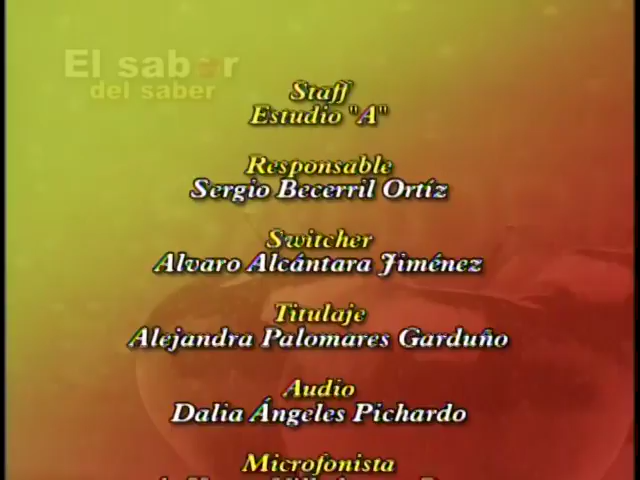 El sabor
del saber
Staff
Estudio "A"
Responsable
Sergio Becerril Ortíz
Switcher
Alvaro Alcántara Jiménez
Titulaje
Alejandra Palomares Garduño
Audio
Dalia Ángeles Pichardo
Microfonista